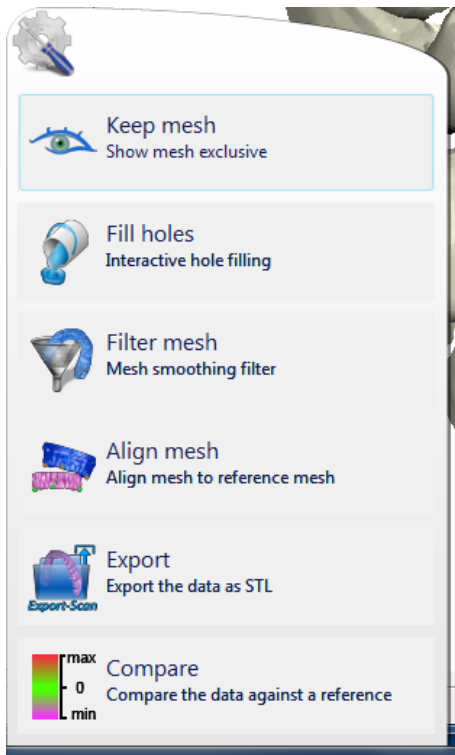 Keep mesh
Show mesh exclusive
Fill holes
Interactive hole filling
Filter mesh
Mesh smoothing filter
Align mesh
Align mesh to reference mesh
Export
Export the data as STL
Export-Scan
max
0
min
Compare
Compare the data against a reference